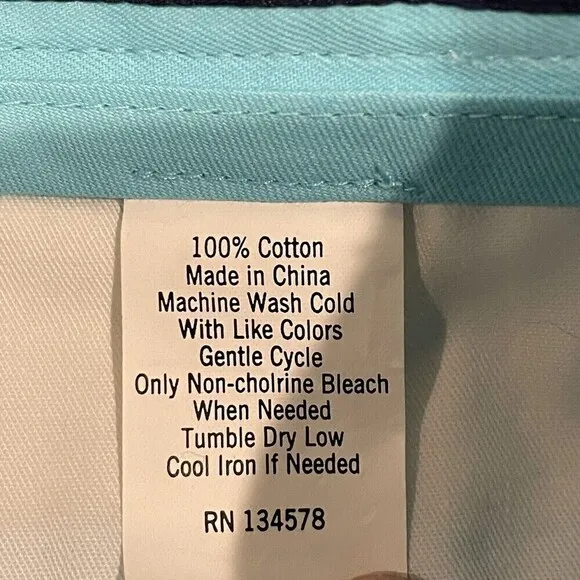 100% Cotton
Made in China
Machine Wash Cold
With Like Colors
Gentle Cycle
Only Non-cholrine Bleach
When Needed
Tumble Dry Low
Cool Iron If Needed
RN 134578